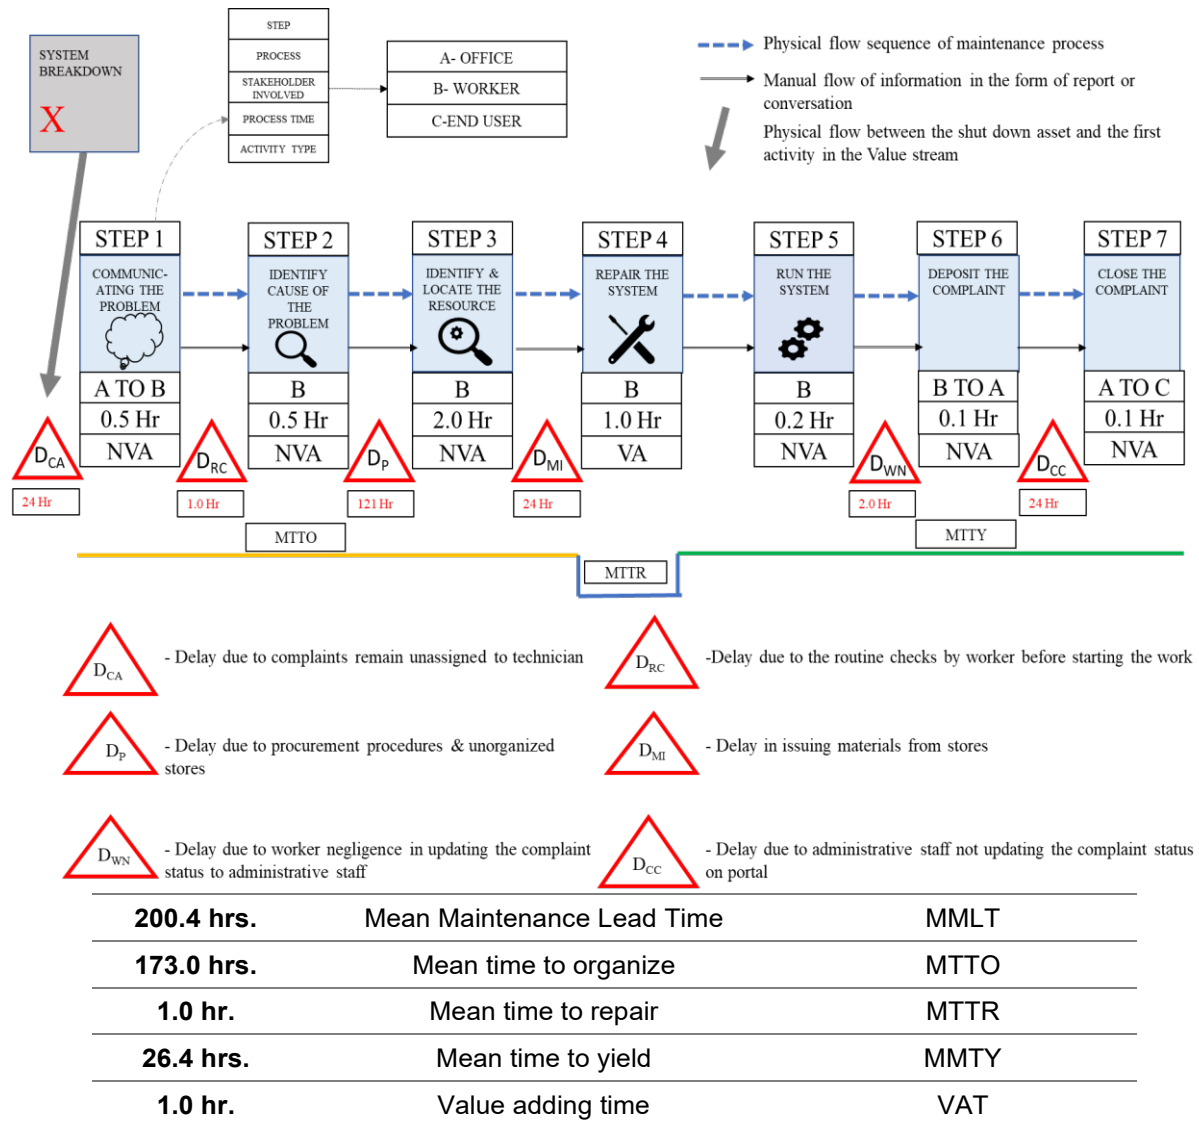 SYSTEM
BREAKDOWN
X
STEP
PROCESS
STAKEHOLDER
INVOLVED
PROCESS TIME
ACTIVITY TYPE
A- OFFICE
B- WORKER
C-END USER
Physical flow sequence of maintenance process
Manual flow of information in the form of report or
conversation
Physical flow between the shut down asset and the first
activity in the Value stream
STEP 1
COMMUNIC-
ATING THE
PROBLEM
A TO B
0.5 Hr
NVA
STEP 2
IDENTIFY
CAUSE OF
THE
PROBLEM
B
0.5 Hr
NVA
STEP 3
IDENTIFY &
LOCATE THE
RESOURCE
B
2.0 Hr
NVA
STEP 4
REPAIR THE
SYSTEM
B
1.0 Hr
VA
STEP 5
RUN THE
SYSTEM
B
0.2 Hr
NVA
STEP 6
DEPOSIT THE
COMPLAINT
B TO A
0.1 Hr
NVA
STEP 7
CLOSE THE
COMPLAINT
A TO C
0.1 Hr
NVA
DCA
24 Hr
DRC
1.0 Hr
DP
121 Hr
DMI
24 Hr
DWN
2.0 Hr
DCC
24 Hr
MTTO
MTTR
MTTY
DCA
- Delay due to complaints remain unassigned to technician
DRC
-Delay due to the routine checks by worker before starting the work
DP
- Delay due to procurement procedures & unorganized
stores
DMI
- Delay in issuing materials from stores
DWN
- Delay due to worker negligence in updating the complaint
status to administrative staff
DCC
- Delay due to administrative staff not updating the complaint status
on portal
200.4 hrs. Mean Maintenance Lead Time MMLT
173.0 hrs. Mean time to organize MTTO
1.0 hr. Mean time to repair MTTR
26.4 hrs. Mean time to yield MMTY
1.0 hr. Value adding time VAT